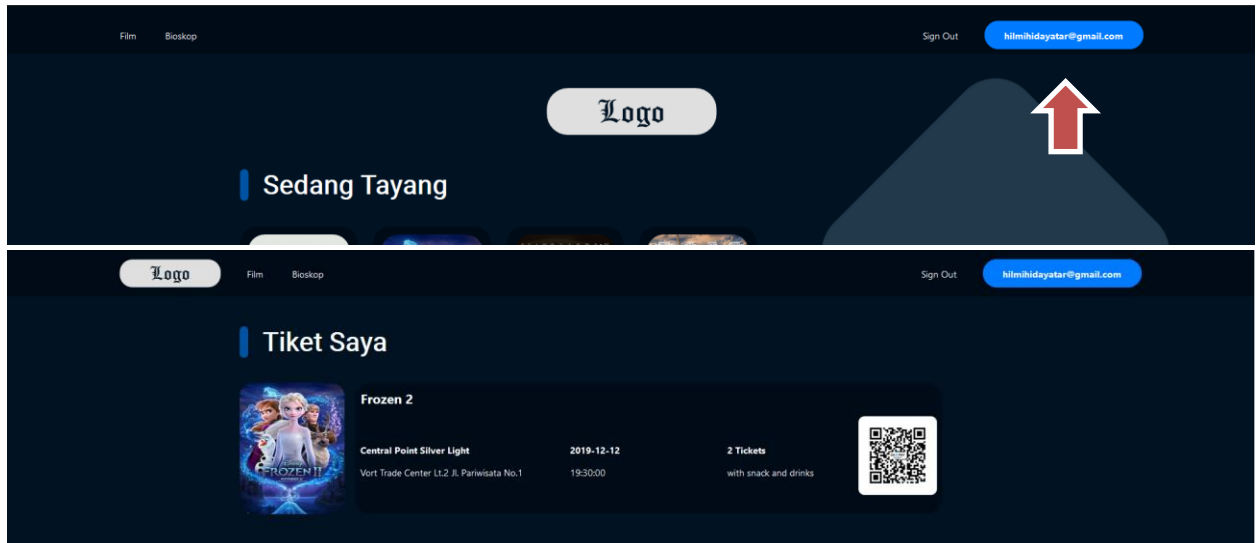 Film Bioskop Sign Out hilmihidayatar@gmail.com
Logo
Sedang Tayang
Logo Film Bioskop Sign Out hilmihidayatar@gmail.com
Tiket Saya
Frozen 2
Central Point Silver Light 2019-12-12 2 Tickets
Vort Trade Center Lt.2 Jl. Pariwisata No.1 19:30:00 with snack and drinks
FROZEN II